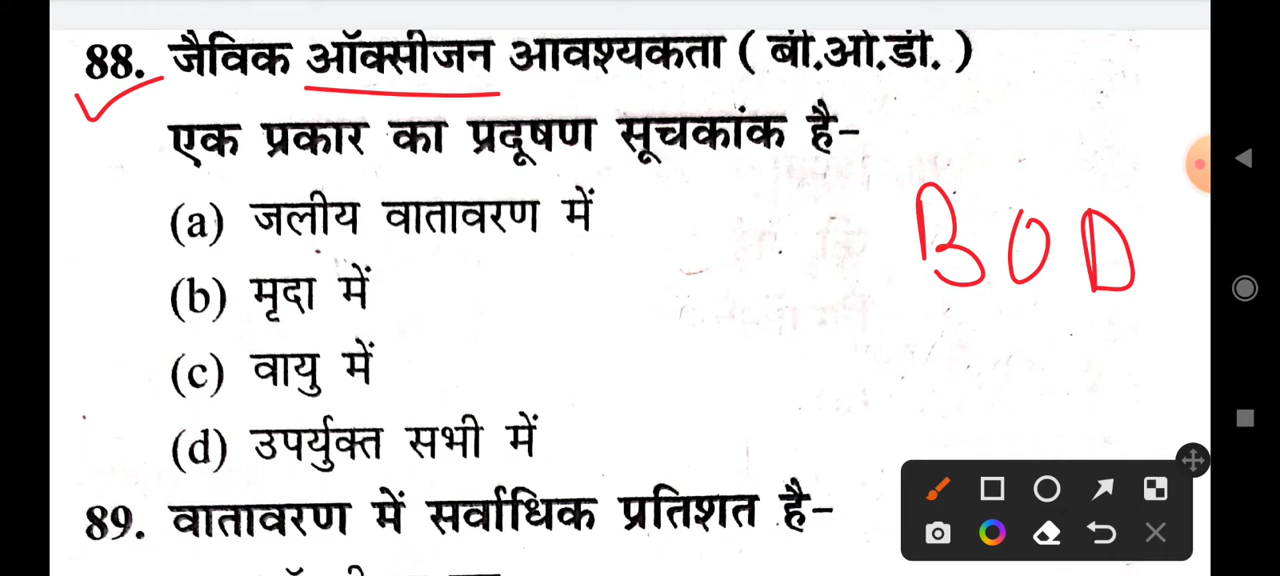 88. जैविक ऑक्सीजन आवश्यकता ( बी.ओ.डी. )
एक प्रकार का प्रदूषण सूचकांक है-
(a) जलीय वातावरण में
BOD
(b) मृदा में
(c) वायु में
(d) उपर्युक्त सभी में
89. वातावरण में सर्वाधिक प्रतिशत है-